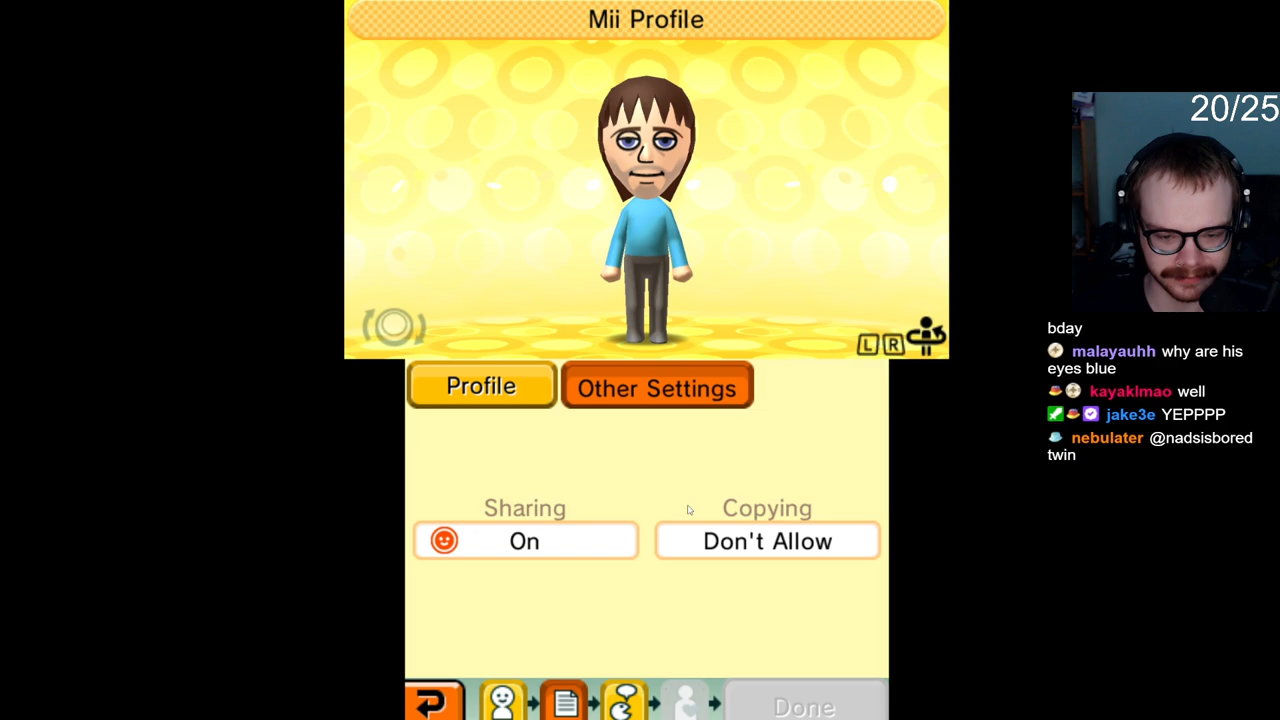 Mii Profile
20/25
L R
bday
malayauhh why are his
eyes blue
kayaklmao well
jake3e YEPPPP
nebulater @nadsisbored
twin
Profile
Other Settings
Sharing
Copying
On
Don't Allow
Done